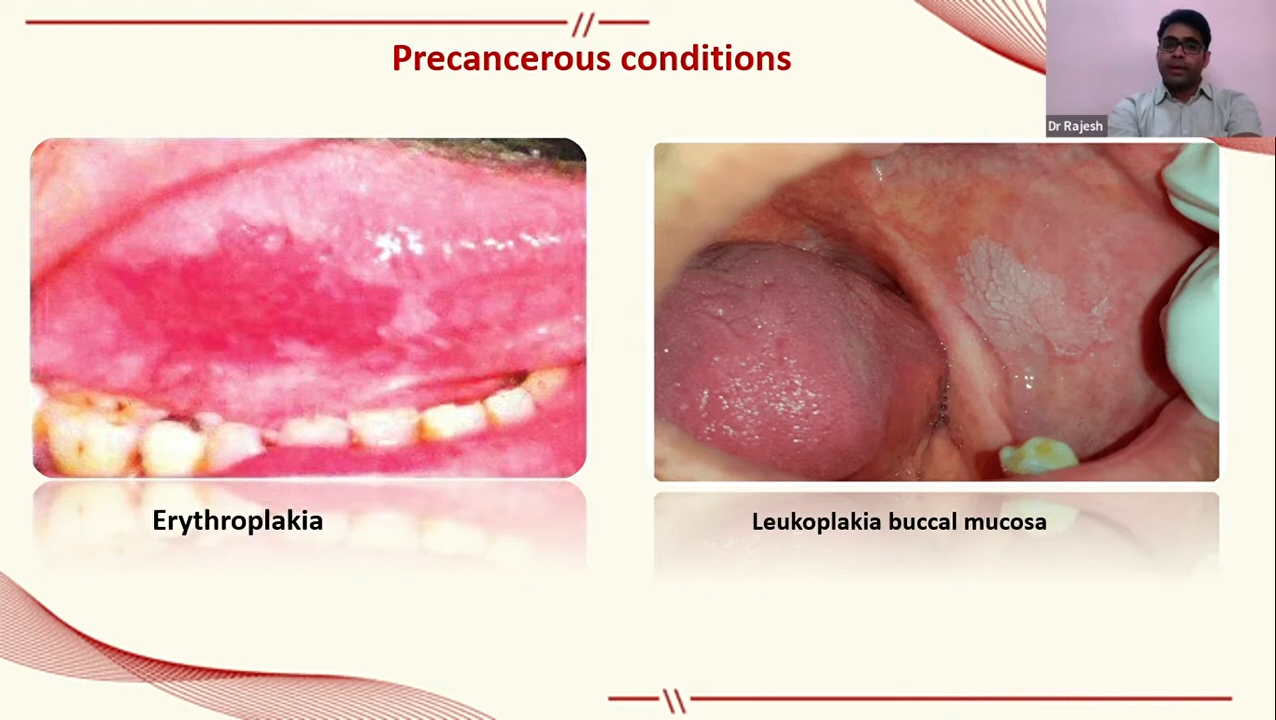 Precancerous conditions
Dr Rajesh
Erythroplakia
Leukoplakia buccal mucosa